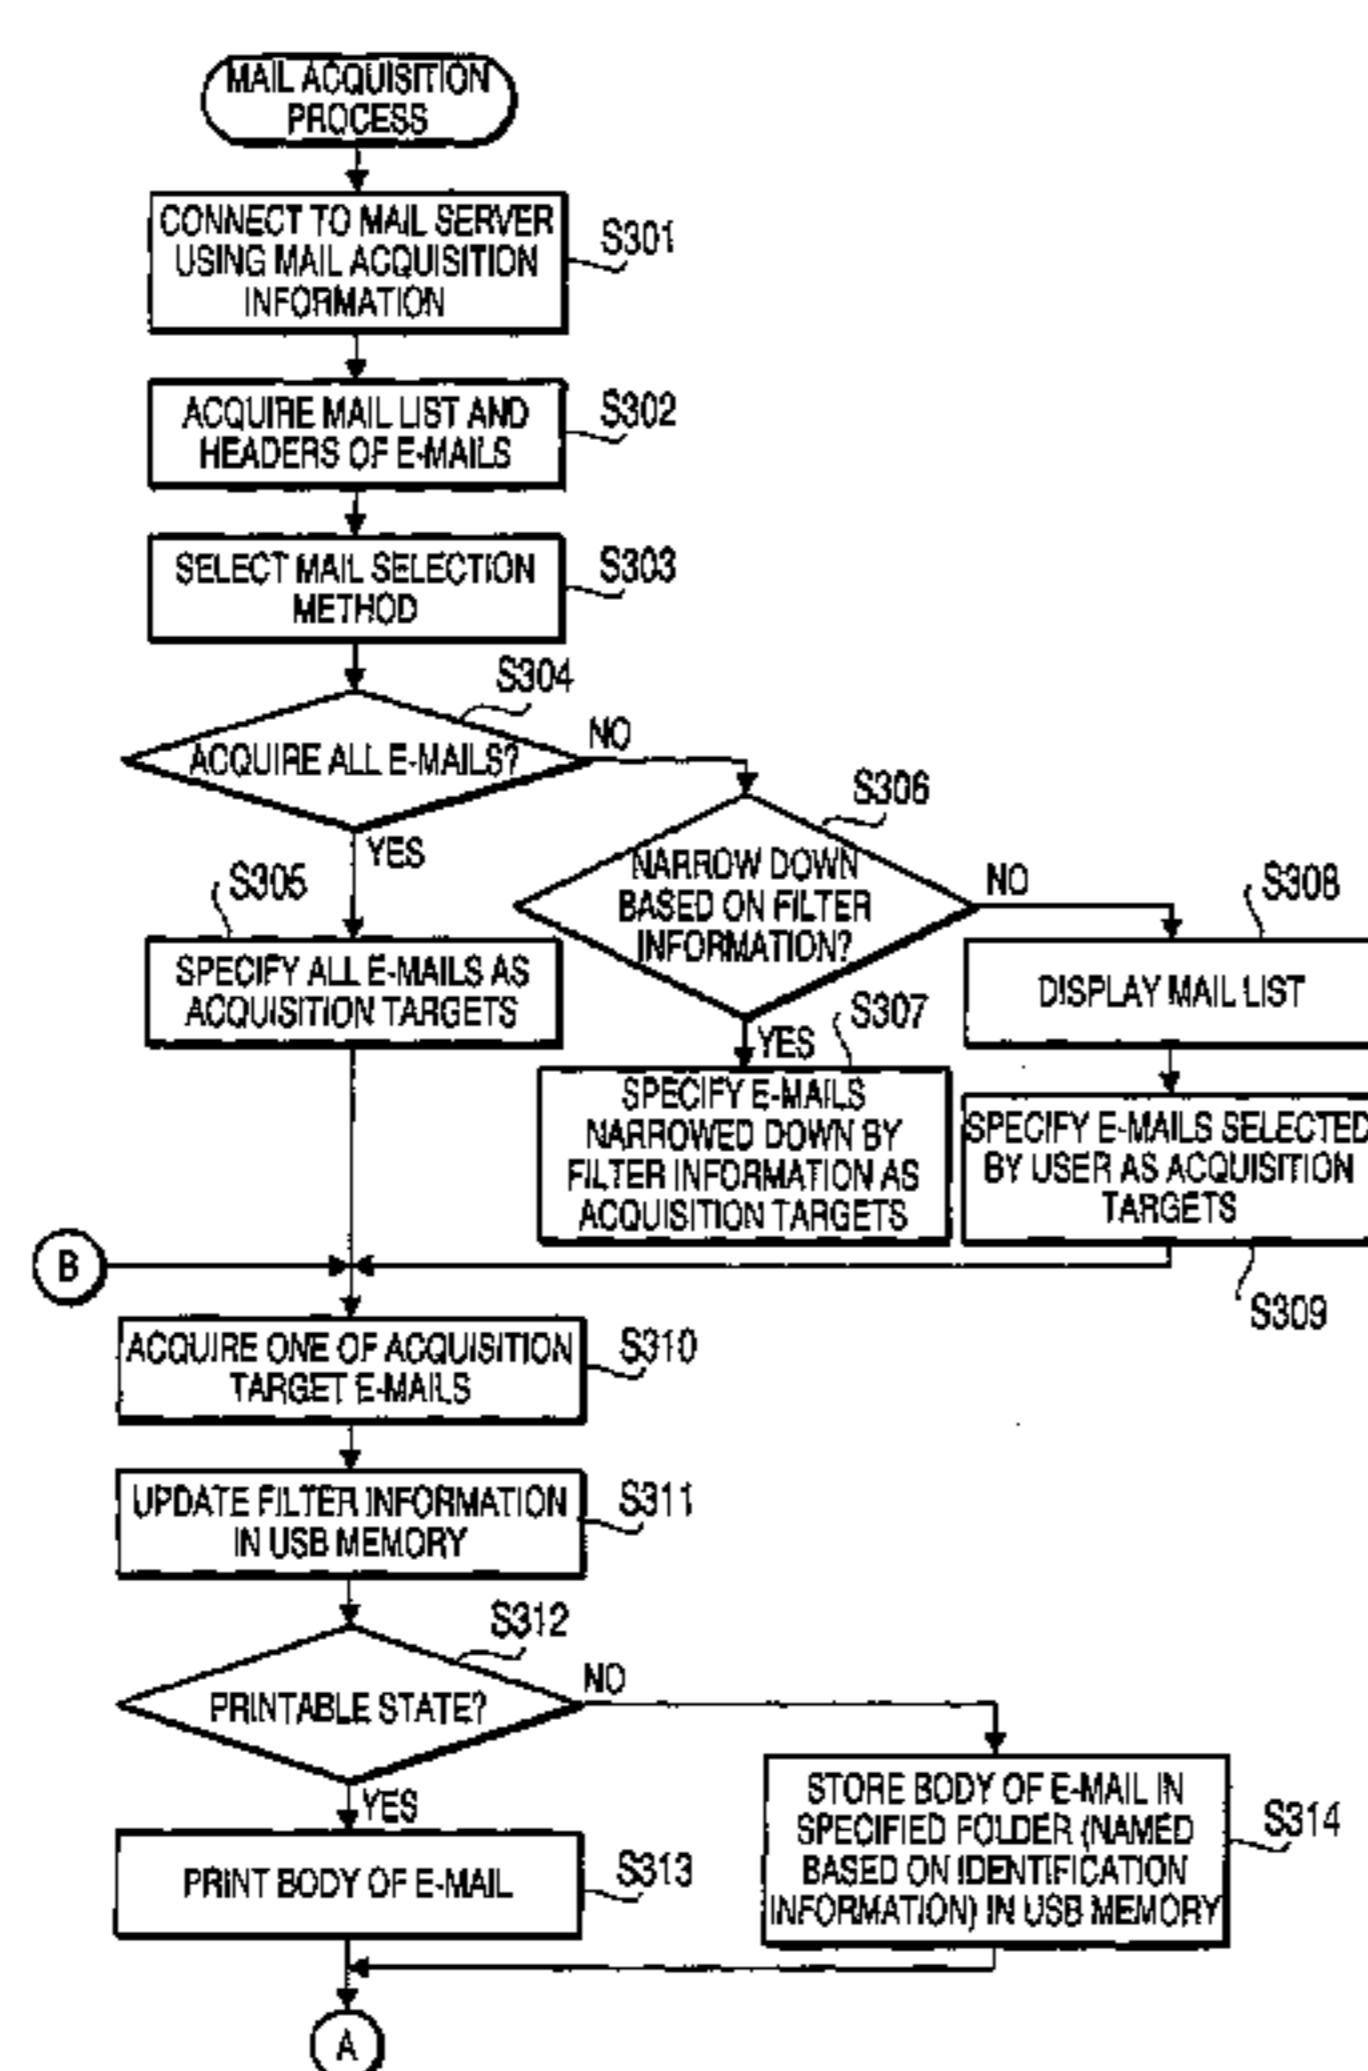 MAIL ACQUISITION
PROCESS
CONNECT TO MAIL SERVER
USING MAIL ACQUISITION
INFORMATION
S301
ACQUIRE MAIL LIST AND
HEADERS OF E-MAILS
S302
SELECT MAIL SELECTION
METHOD
S303
S304
ACQUIRE ALL E-MAILS?
NO
YES
S306
NARROW DOWN
BASED ON FILTER
INFORMATION?
NO
YES
S305
SPECIFY ALL E-MAILS AS
ACQUISITION TARGETS
S307
SPECIFY E-MAILS
NARROWED DOWN BY
FILTER INFORMATION AS
ACQUISITION TARGETS
S308
DISPLAY MAIL LIST
SPECIFY E-MAILS SELECTED
BY USER AS ACQUISITION
TARGETS
S309
B
ACQUIRE ONE OF ACQUISITION
TARGET E-MAILS
S310
UPDATE FILTER INFORMATION
IN USB MEMORY
S311
S312
PRINTABLE STATE?
NO
YES
PRINT BODY OF E-MAIL
S313
STORE BODY OF E-MAIL IN
SPECIFIED FOLDER (NAMED
BASED ON IDENTIFICATION
INFORMATION) IN USB MEMORY
S314
A